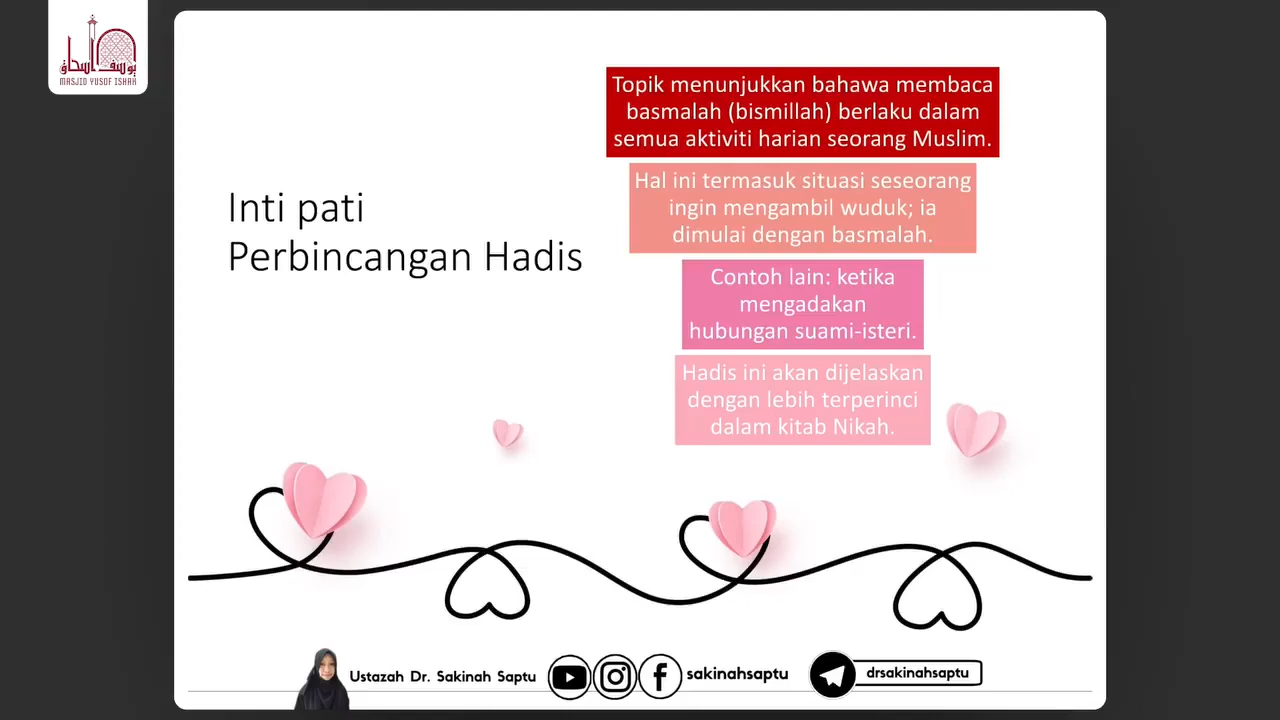 يوسف اسحاق
MASJID YUSOF ISHAK
Inti pati
Perbincangan Hadis
Topik menunjukkan bahawa membaca
basmalah (bismillah) berlaku dalam
semua aktiviti harian seorang Muslim.
Hal ini termasuk situasi seseorang
ingin mengambil wuduk; ia
dimulai dengan basmalah.
Contoh lain: ketika
mengadakan
hubungan suami-isteri.
Hadis ini akan dijelaskan
dengan lebih terperinci
dalam kitab Nikah.
Ustazah Dr. Sakinah Saptu
sakinahsaptu
drsakinahsaptu